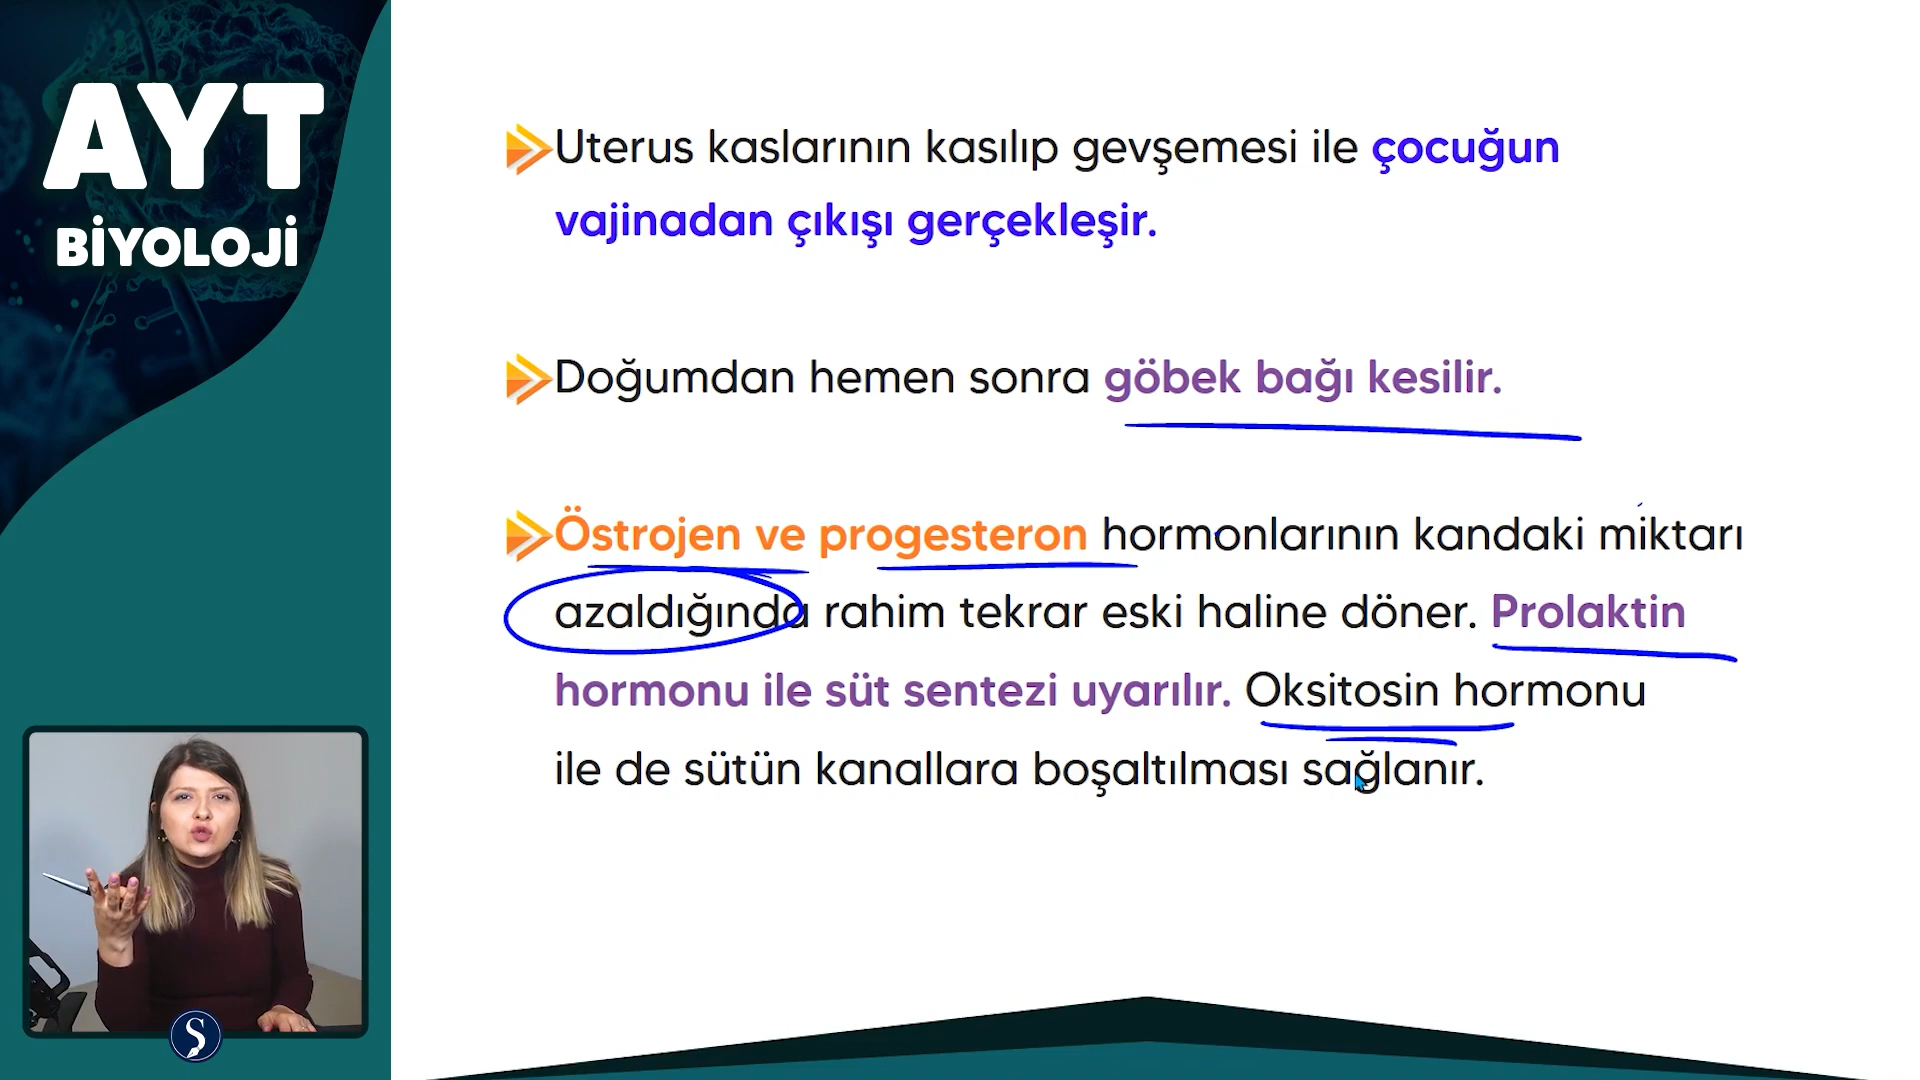 AYT
BİYOLOJİ
Uterus kaslarının kasılıp gevşemesi ile çocuğun
vajinadan çıkışı gerçekleşir.
Doğumdan hemen sonra göbek bağı kesilir.
Östrojen ve progesteron hormonlarının kandaki miktarı
azaldığında rahim tekrar eski haline döner. Prolaktin
hormonu ile süt sentezi uyarılır. Oksitosin hormonu
ile de sütün kanallara boşaltılması sağlanır.
S